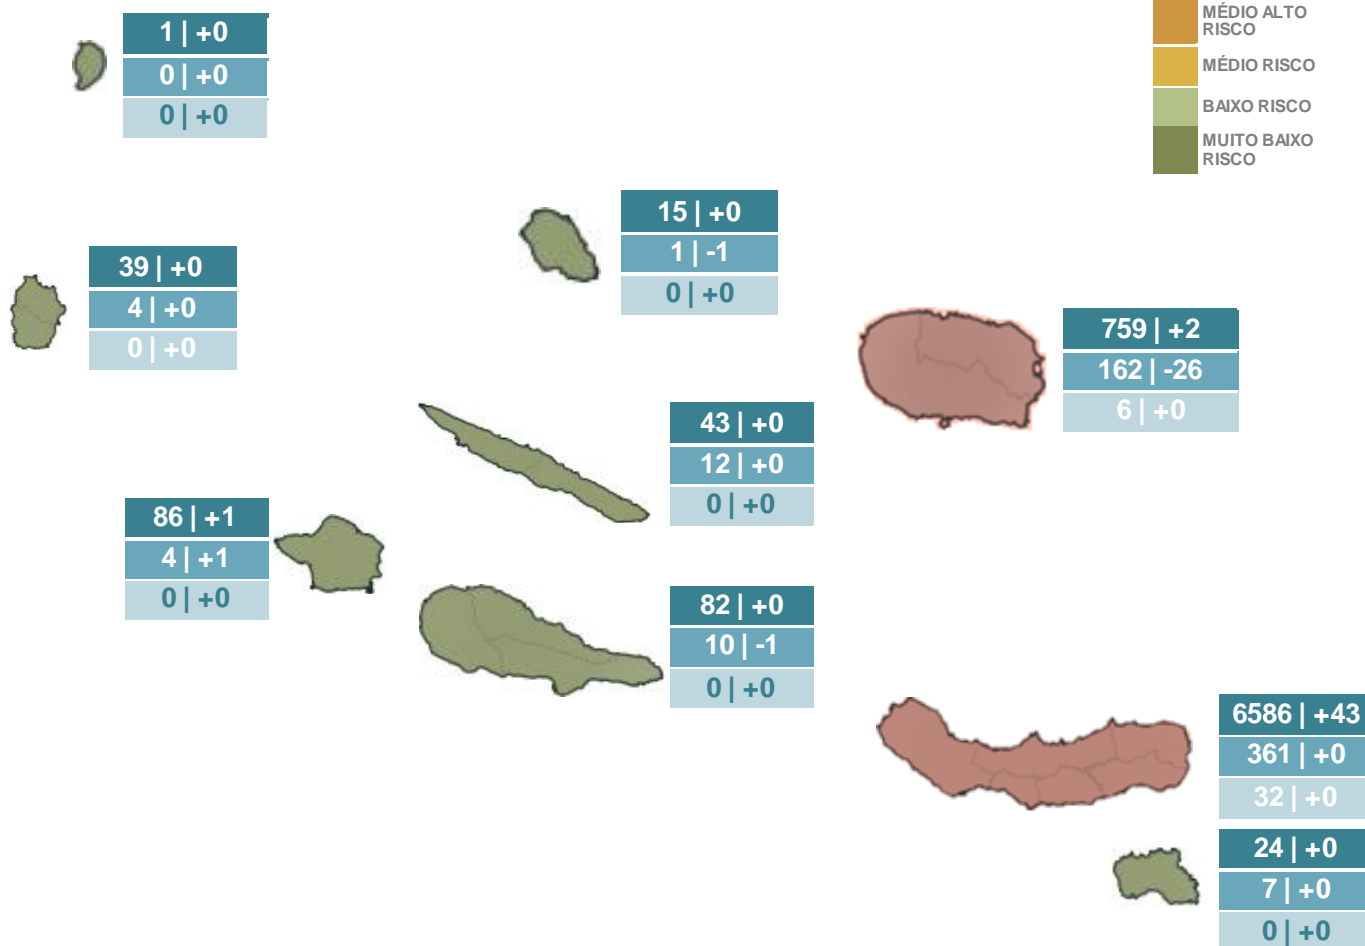 1 | +0
0 | +0
0 | +0
MÉDIO ALTO
RISCO
MÉDIO RISCO
BAIXO RISCO
MUITO BAIXO
RISCO
15 | +0
1 | -1
0 | +0
39 | +0
4 | +0
0 | +0
759 | +2
162 | -26
6 | +0
43 | +0
12 | +0
0 | +0
86 | +1
4 | +1
0 | +0
82 | +0
10 | -1
0 | +0
6586 | +43
361 | +0
32 | +0
24 | +0
7 | +0
0 | +0